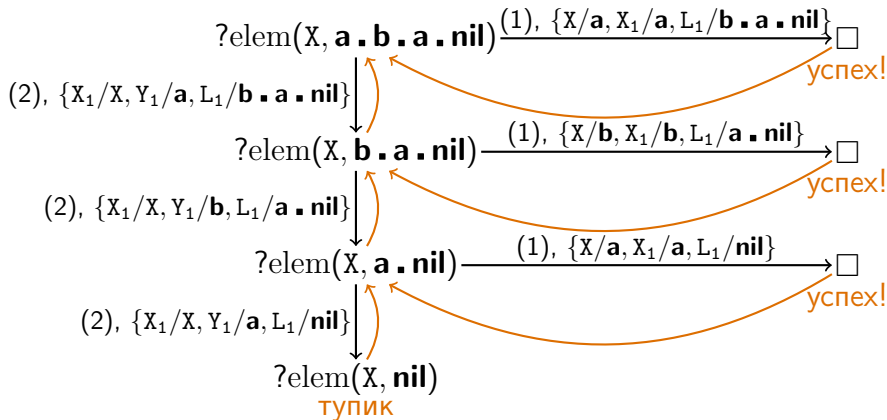 ?elem(X, a.b.a.nil) (1), {X/a, X₁/a, L₁/b.a.nil} □
успех!
(2), {X₁/X, Y₁/a, L₁/b.a.nil}
?elem(X, b.a.nil) (1), {X/b, X₁/b, L₁/a.nil} □
успех!
(2), {X₁/X, Y₁/b, L₁/a.nil}
?elem(X, a.nil) (1), {X/a, X₁/a, L₁/nil} □
успех!
(2), {X₁/X, Y₁/a, L₁/nil}
?elem(X, nil)
тупик